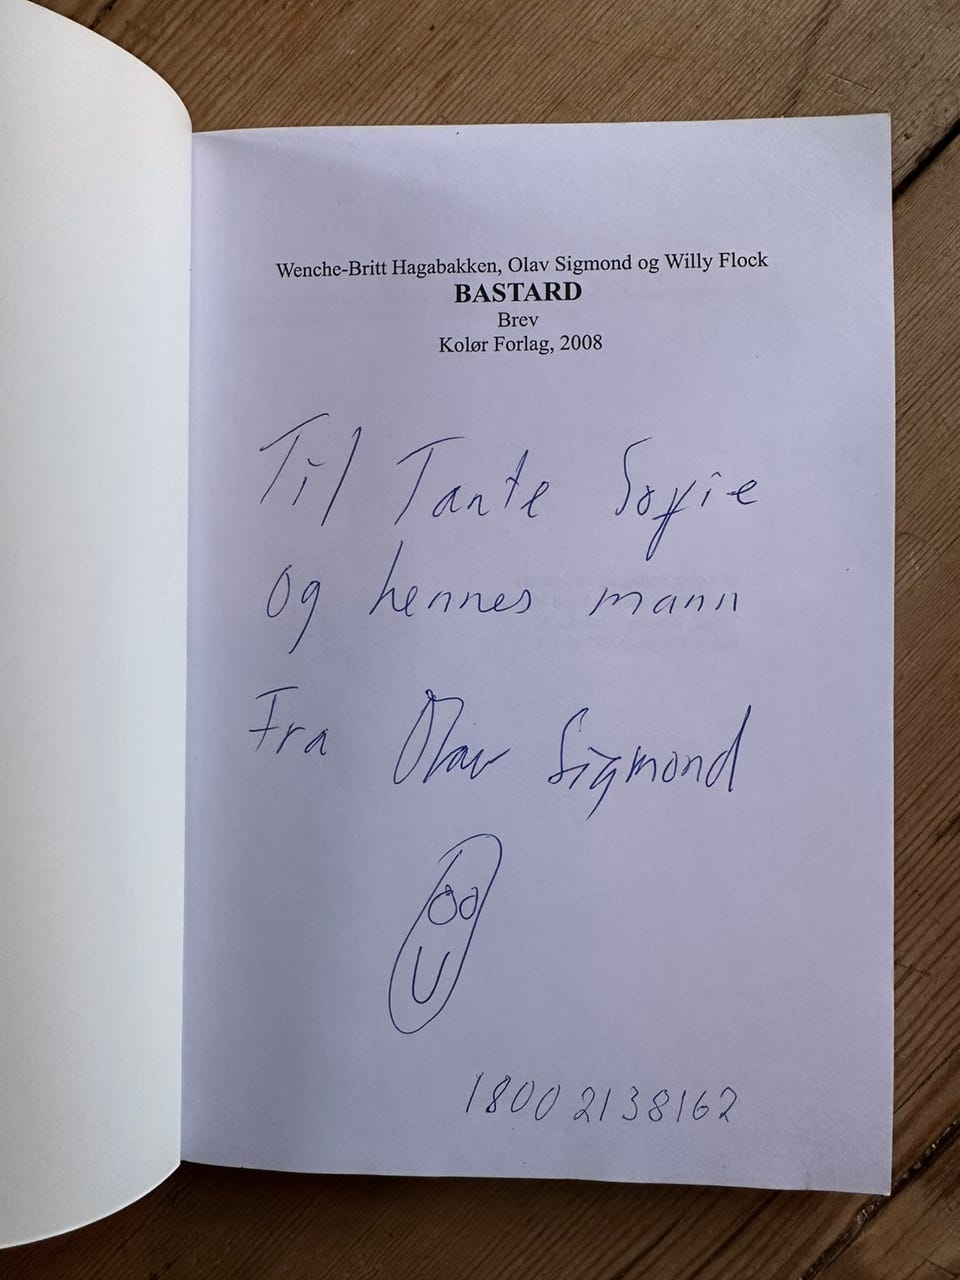 Wenche-Britt Hagabakken, Olav Sigmond og Willy Flock
BASTARD
Brev
Kolør Forlag, 2008
Til Tante Sofie
og hennes mann
Fra Olav Sigmond
1800 2138162